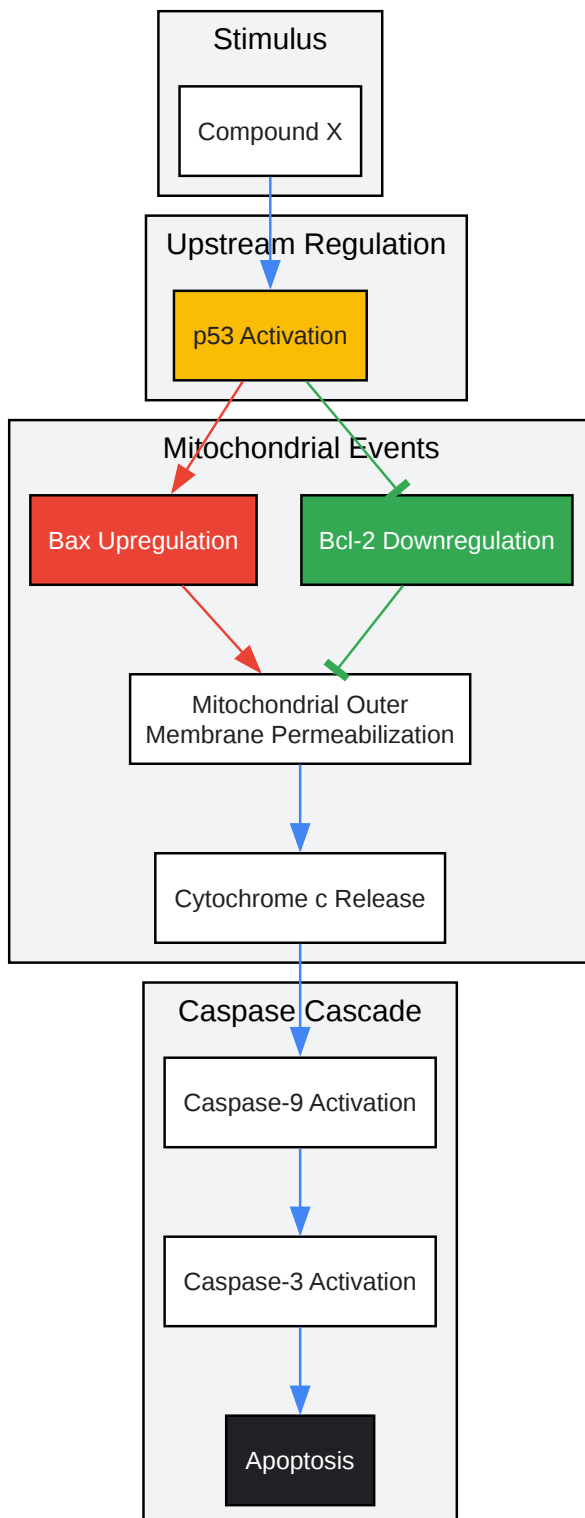 Stimulus
Compound X
Upstream Regulation
p53 Activation
Mitochondrial Events
Bax Upregulation
Bcl-2 Downregulation
Mitochondrial Outer
Membrane Permeabilization
Cytochrome c Release
Caspase Cascade
Caspase-9 Activation
Caspase-3 Activation
Apoptosis